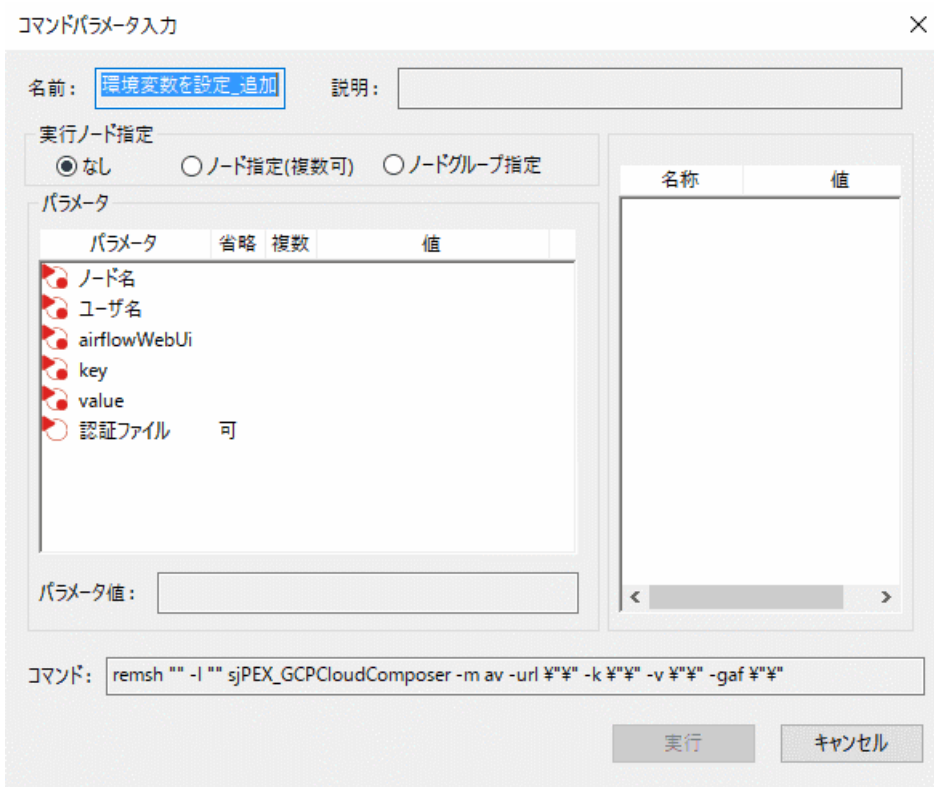 コマンドパラメータ入力
名前： 環境変数を設定_追加 説明：
実行ノード指定
なし ノード指定(複数可) ノードグループ指定
名称 値
パラメータ
パラメータ 省略 複数 値
ノード名
ユーザ名
airflowWebUi
key
value
認証ファイル 可
パラメータ値：
コマンド： remsh "" -l "" sjPEX_GCPCloudComposer -m av -url ¥"¥" -k ¥"¥" -v ¥"¥" -gaf ¥"¥"
実行 キャンセル